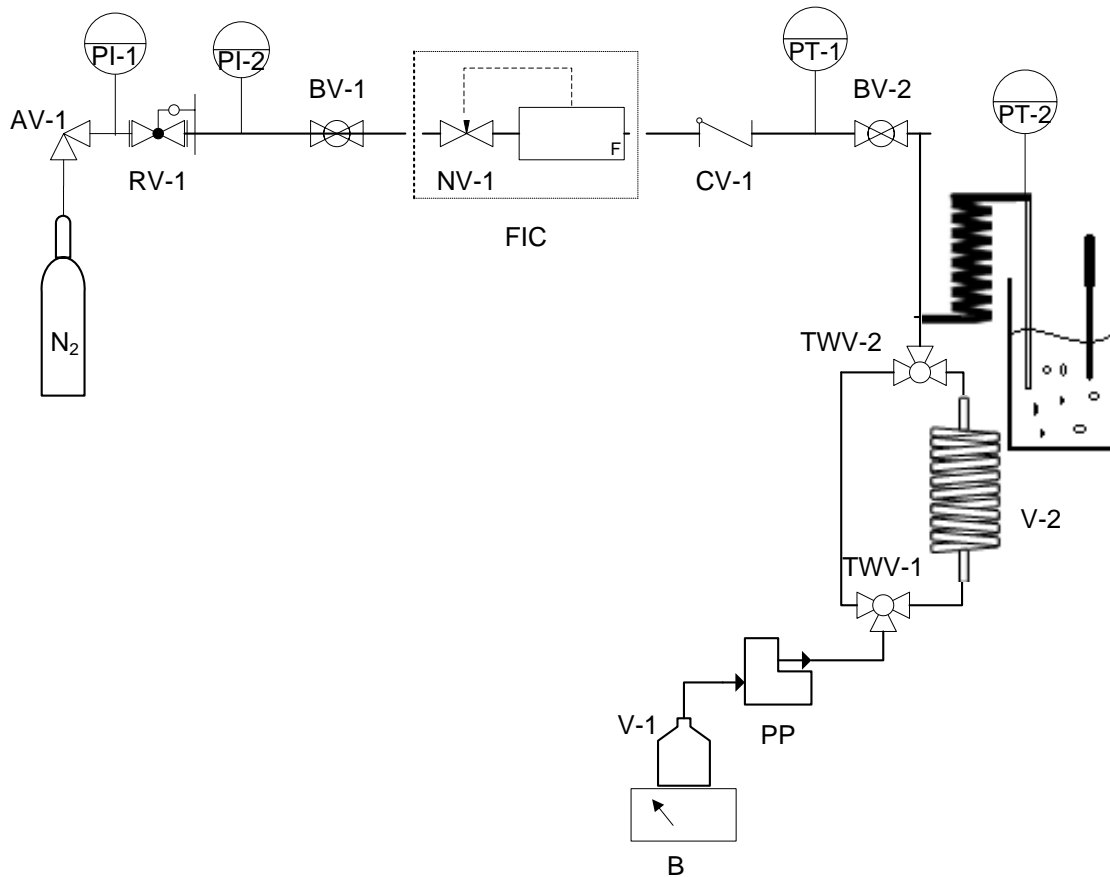 PI-1
PI-2
PT-1
BV-1
BV-2
PT-2
AV-1
RV-1
NV-1
F
CV-1
FIC
N₂
TWV-2
V-2
TWV-1
V-1
PP
B